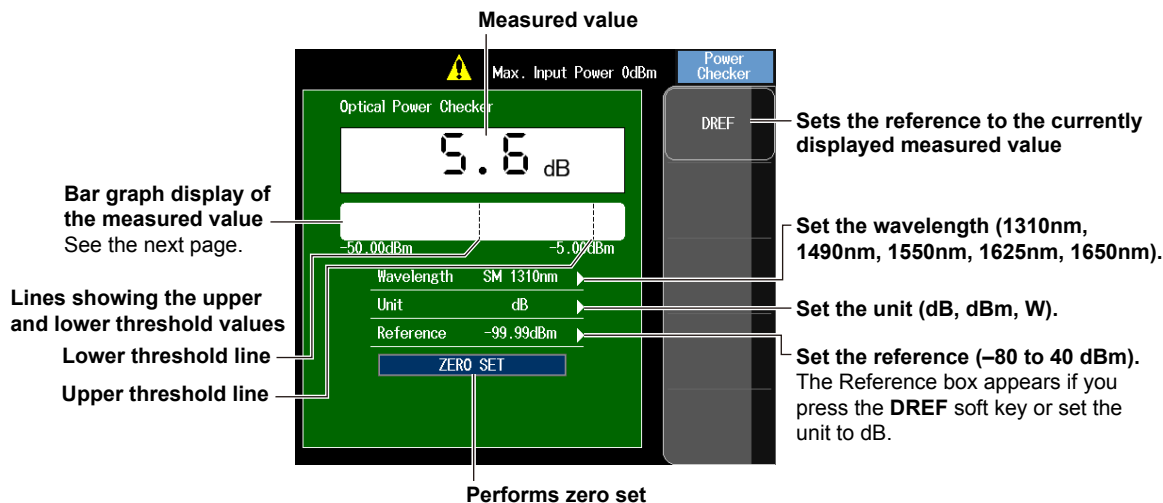 Measured value
Max. Input Power 0dBm
Power
Checker
Optical Power Checker
5.6 dB
DREF
Sets the reference to the currently
displayed measured value
Bar graph display of
the measured value
See the next page.
-50.00dBm
-5.00dBm
Set the wavelength (1310nm,
1490nm, 1550nm, 1625nm, 1650nm).
Wavelength SM 1310nm
Lines showing the upper
and lower threshold values
Unit dB
Set the unit (dB, dBm, W).
Reference -99.99dBm
Lower threshold line
Set the reference (–80 to 40 dBm).
The Reference box appears if you
press the DREF soft key or set the
unit to dB.
ZERO SET
Upper threshold line
Performs zero set